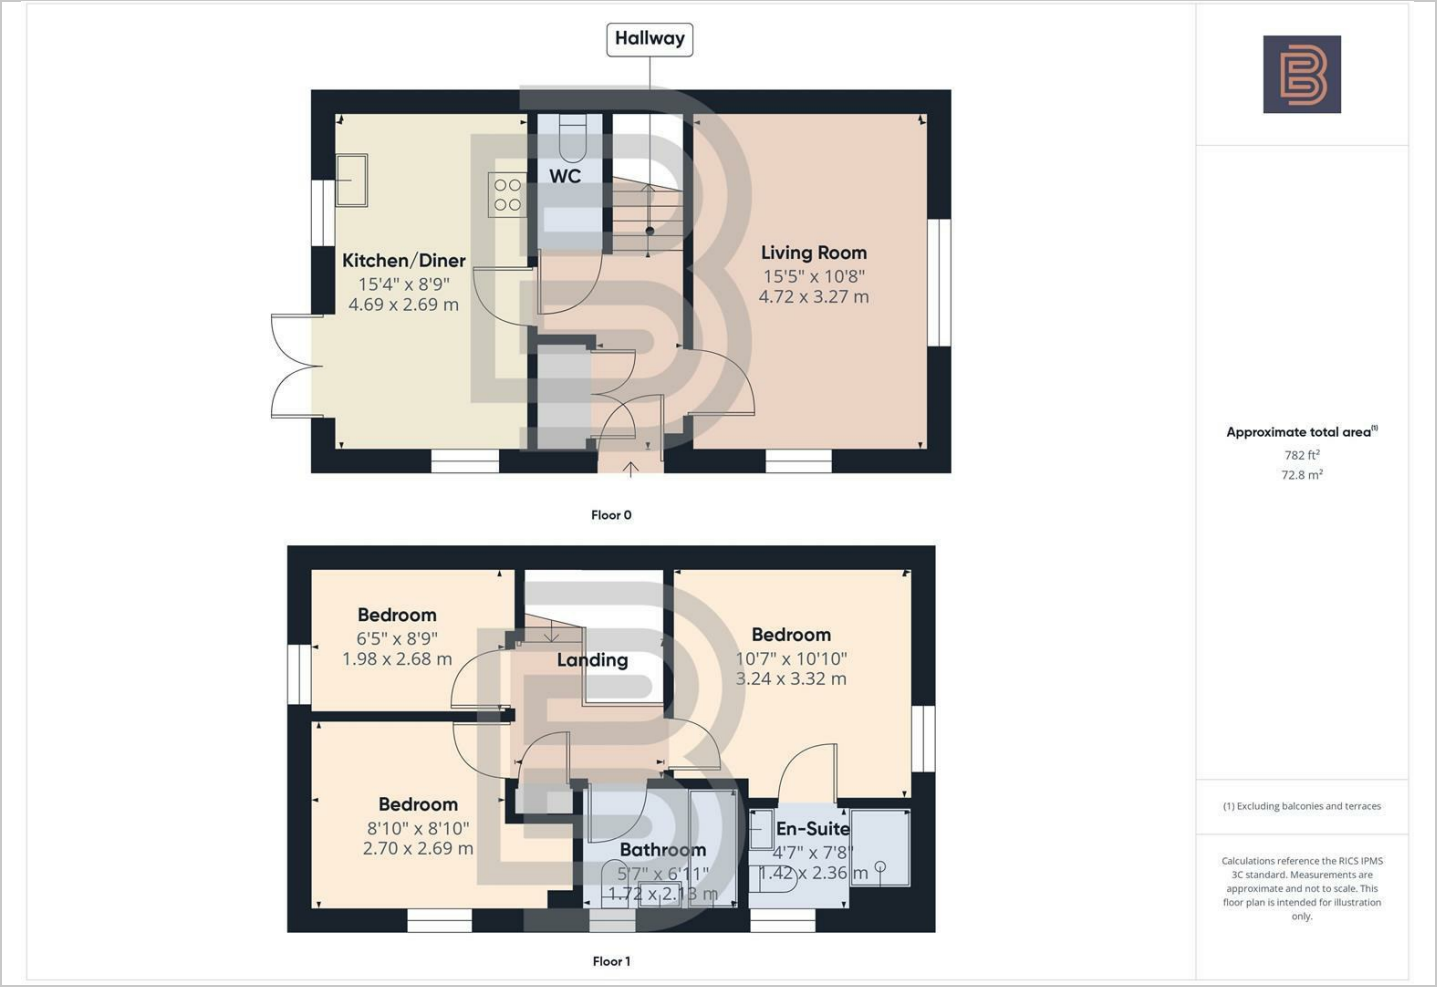 Hallway
WC
Kitchen/Diner
15'4" x 8'9"
4.69 x 2.69 m
Living Room
15'5" x 10'8"
4.72 x 3.27 m
Floor 0
Bedroom
6'5" x 8'9"
1.98 x 2.68 m
Landing
Bedroom
10'7" x 10'10"
3.24 x 3.32 m
Bedroom
8'10" x 8'10"
2.70 x 2.69 m
Bathroom
5'7" x 6'11"
1.72 x 2.13 m
En-Suite
4'7" x 7'8"
1.42 x 2.36 m
Floor 1
B
Approximate total area(1)
782 ft²
72.8 m²
(1) Excluding balconies and terraces
Calculations reference the RICS IPMS
3C standard. Measurements are
approximate and not to scale. This
floor plan is intended for illustration
only.